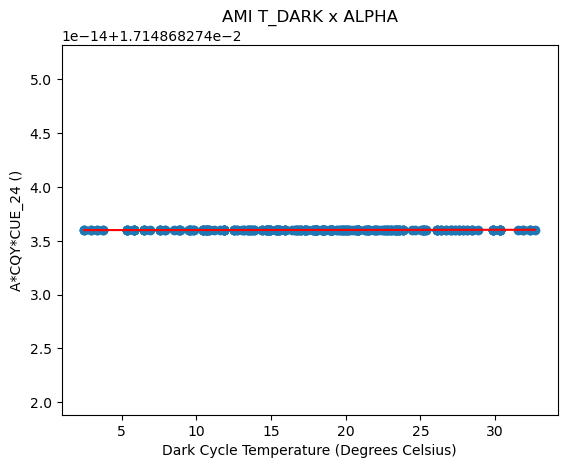 AMI T_DARK x ALPHA
1e-14+1.714868274e-2
5.0
4.5
4.0
3.5
3.0
2.5
2.0
A*CQY*CUE_24 ()
5 10 15 20 25 30
Dark Cycle Temperature (Degrees Celsius)